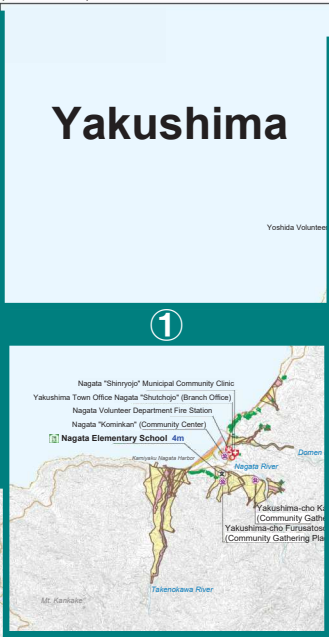 Yakushima
Yoshida Volunteer
①
Nagata "Shinryojo" Municipal Community Clinic
Yakushima Town Office Nagata "Shutchojo" (Branch Office)
Nagata Volunteer Department Fire Station
Nagata "Kominkan" (Community Center)
Nagata Elementary School 4m
Kamiyaku Nagata Harbor
Domen
Nagata River
Yakushima-cho Ka
(Community Gathe
Yakushima-cho Furusatos
(Community Gathering Pla
Takenokawa River
Mt. Kankake